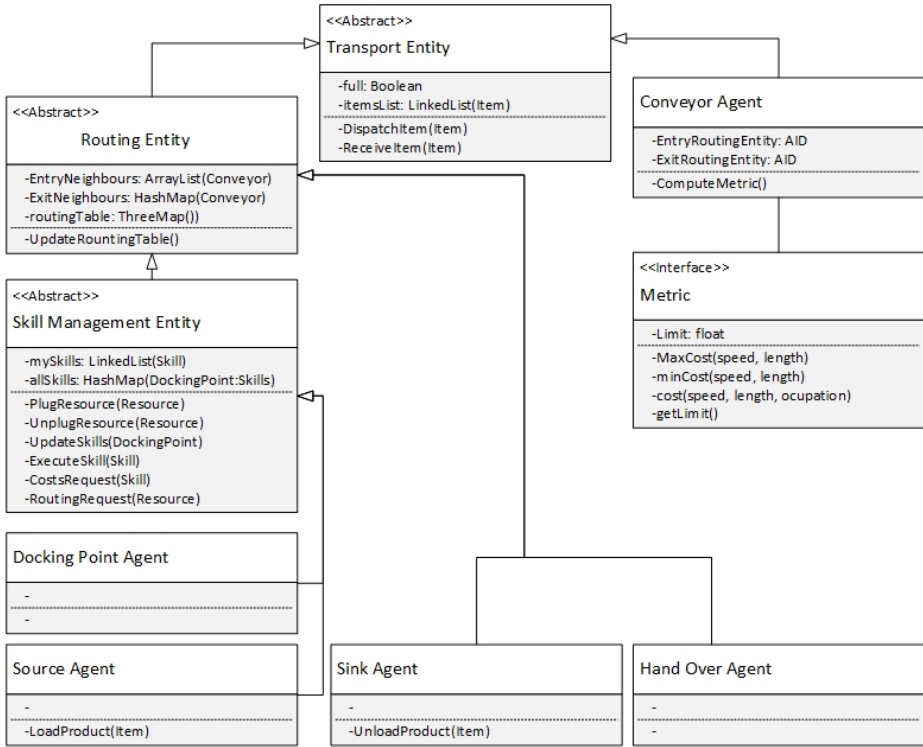 <<Abstract>>
Transport Entity
-full: Boolean
-itemsList: LinkedList(Item)
-DispatchItem(Item)
-ReceiveItem(Item)
<<Abstract>>
Routing Entity
-EntryNeighbours: ArrayList(Conveyor)
-ExitNeighbours: HashMap(Conveyor)
-routingTable: ThreeMap())
-UpdateRountingTable()
Conveyor Agent
-EntryRoutingEntity: AID
-ExitRoutingEntity: AID
-ComputeMetric()
<<Interface>>
Metric
-Limit: float
-MaxCost(speed, length)
-minCost(speed, length)
-cost(speed, length, ocupation)
-getLimit()
<<Abstract>>
Skill Management Entity
-mySkills: LinkedList(Skill)
-allSkills: HashMap(DockingPoint:Skills)
-PlugResource(Resource)
-UnplugResource(Resource)
-UpdateSkills(DockingPoint)
-ExecuteSkill(Skill)
-CostsRequest(Skill)
-RoutingRequest(Resource)
Docking Point Agent
-
-
Source Agent
-
-LoadProduct(Item)
Sink Agent
-
-UnloadProduct(Item)
Hand Over Agent
-
-